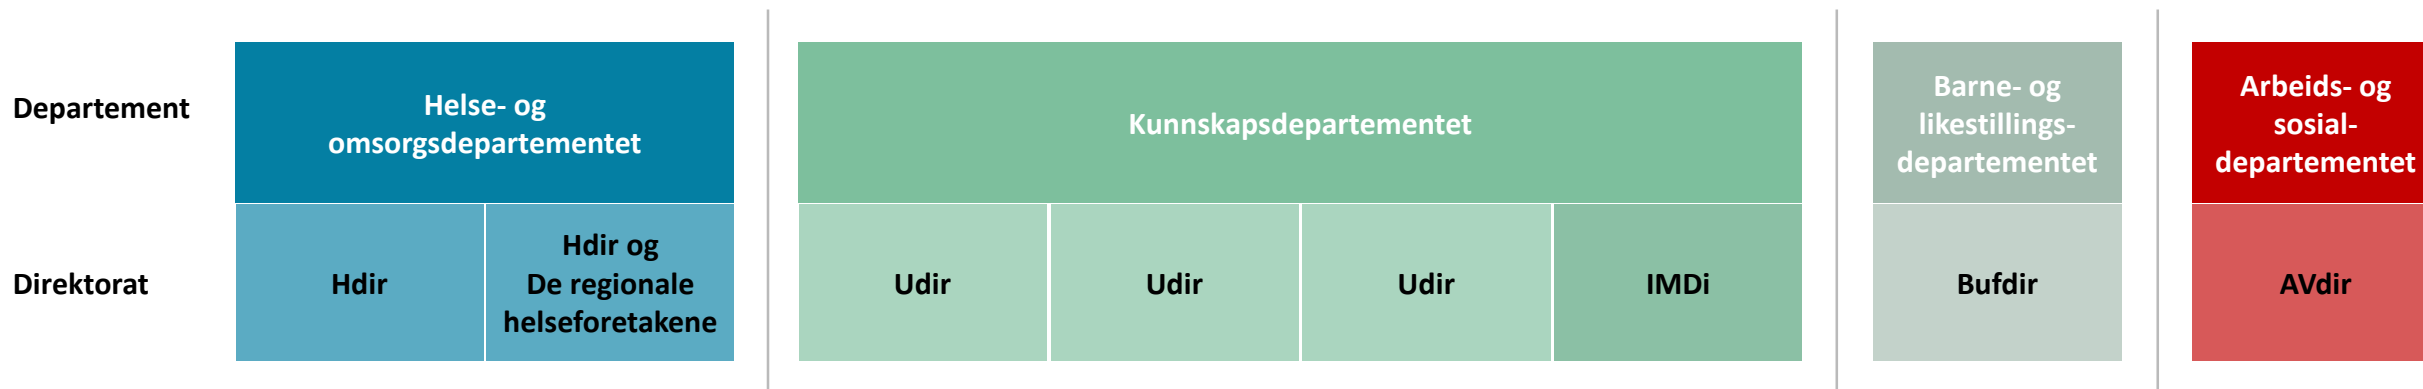 Departement
Helse- og
omsorgsdepartementet
Kunnskapsdepartementet
Barne- og
likestillings-
departementet
Arbeids- og
sosial-
departementet
Direktorat
Hdir
Hdir og
De regionale
helseforetakene
Udir
Udir
Udir
IMDi
Bufdir
AVdir